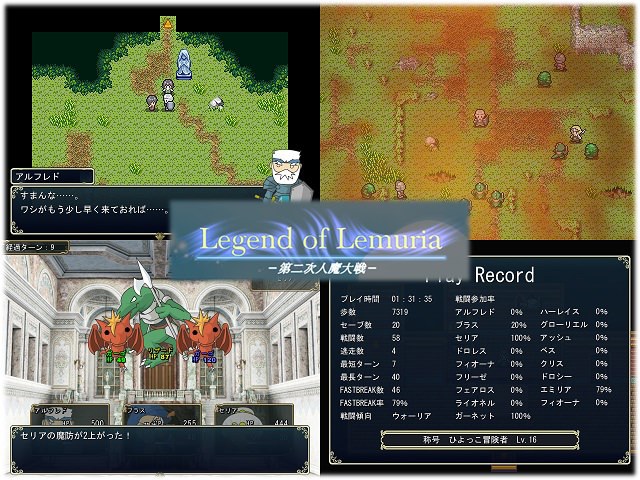 アルフレド
すまんな……。
ワシがもう少し早く来ておれば……。
Legend of Lemuria
－第二次人魔大戦－
経過ターン：9
HP 87
HP 120
アルフレド
ブラス
セリア
HP 500
255
444
セリアの魔防が2上がった！
Play Record
プレイ時間 01：31：35 戦闘参加率
歩数 7319 アルフレド 0% ハーレイス 0%
セーブ数 20 ブラス 20% グローリエル 0%
戦闘数 58 セリア 100% アッシュ 0%
逃走数 4 ドロレス 0% ベス 0%
最短ターン 7 フィオーナ 0% クリス 0%
最長ターン 40 フリーゼ 0% ドロシー 0%
FASTBREAK数 46 フェアロス 0% エミリア 79%
FASTBREAK率 79% ライオネル 0% フィオーナ 0%
戦闘傾向 ウォーリア ガーネット 100%
称号 ひよっこ冒険者 Lv.16